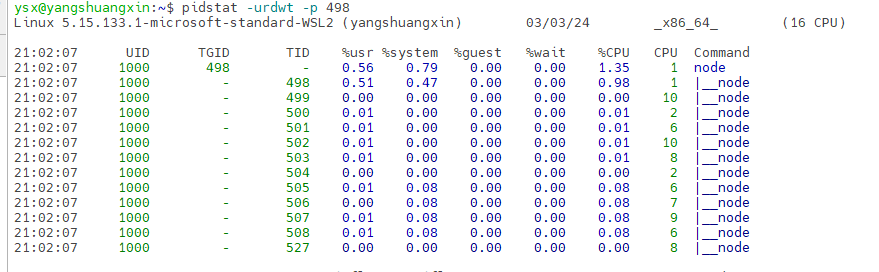 ysx@yangshuangxin:~$ pidstat -urdwt -p 498
Linux 5.15.133.1-microsoft-standard-WSL2 (yangshuangxin) 03/03/24 _x86_64_ (16 CPU)
21:02:07 UID TGID TID %usr %system %guest %wait %CPU CPU Command
21:02:07 1000 498 - 0.56 0.79 0.00 0.00 1.35 1 node
21:02:07 1000 - 498 0.51 0.47 0.00 0.00 0.98 1 |__node
21:02:07 1000 - 499 0.00 0.00 0.00 0.00 0.00 10 |__node
21:02:07 1000 - 500 0.01 0.00 0.00 0.00 0.01 2 |__node
21:02:07 1000 - 501 0.01 0.00 0.00 0.00 0.01 6 |__node
21:02:07 1000 - 502 0.01 0.00 0.00 0.00 0.01 10 |__node
21:02:07 1000 - 503 0.01 0.00 0.00 0.00 0.01 8 |__node
21:02:07 1000 - 504 0.00 0.00 0.00 0.00 0.00 2 |__node
21:02:07 1000 - 505 0.01 0.08 0.00 0.00 0.08 6 |__node
21:02:07 1000 - 506 0.00 0.08 0.00 0.00 0.08 7 |__node
21:02:07 1000 - 507 0.01 0.08 0.00 0.00 0.08 9 |__node
21:02:07 1000 - 508 0.01 0.08 0.00 0.00 0.08 6 |__node
21:02:07 1000 - 527 0.00 0.00 0.00 0.00 0.00 8 |__node